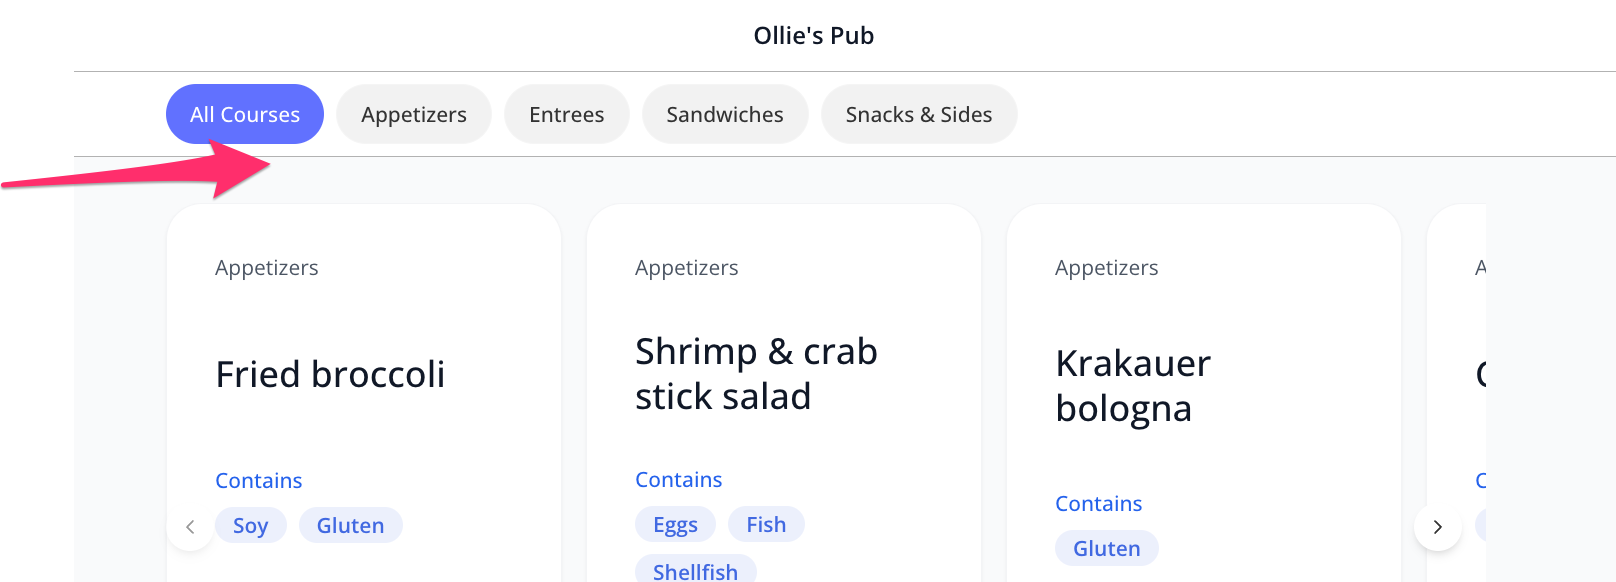 Ollie's Pub
All Courses
Appetizers
Entrees
Sandwiches
Snacks & Sides
Appetizers
Fried broccoli
Contains
Soy
Gluten
Appetizers
Shrimp & crab
stick salad
Contains
Eggs
Fish
Shellfish
Appetizers
Krakauer
bologna
Contains
Gluten